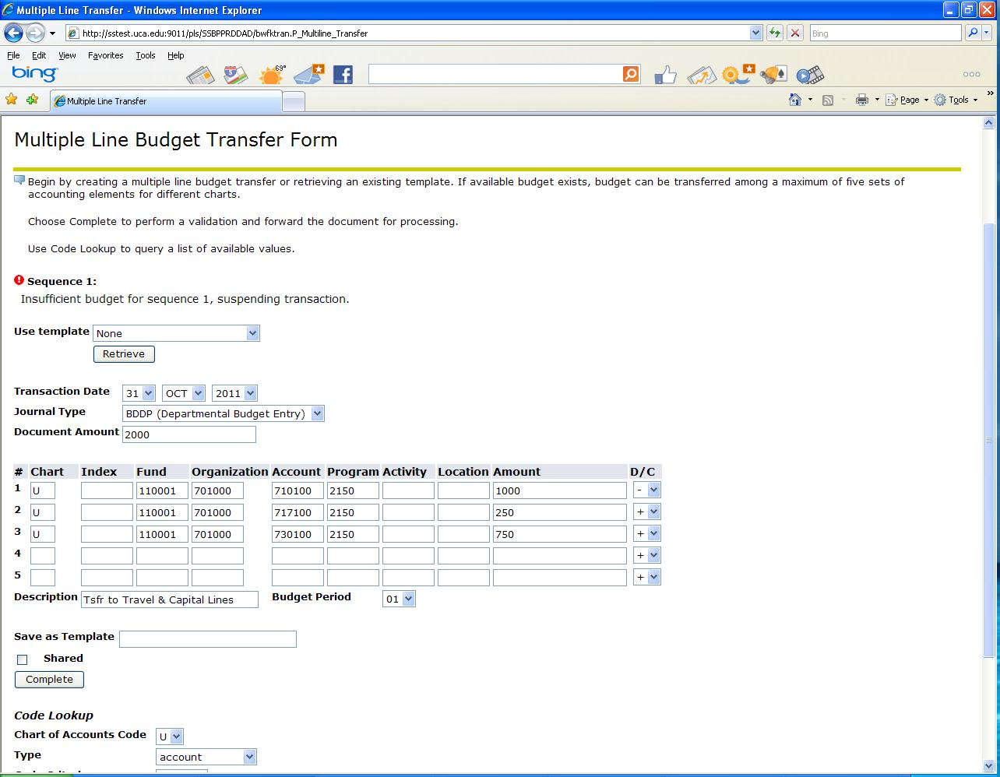 Multiple Line Transfer - Windows Internet Explorer
http://sstest.uca.edu:9011/pls/SSBPPRDDAD/bwfktran.P_Multiline_Transfer
Bing
File Edit View Favorites Tools Help
bing 69°
Multiple Line Transfer
Page Tools
Multiple Line Budget Transfer Form
Begin by creating a multiple line budget transfer or retrieving an existing template. If available budget exists, budget can be transferred among a maximum of five sets of
accounting elements for different charts.
Choose Complete to perform a validation and forward the document for processing.
Use Code Lookup to query a list of available values.
Sequence 1:
Insufficient budget for sequence 1, suspending transaction.
Use template None
Retrieve
Transaction Date 31 OCT 2011
Journal Type BDDP (Departmental Budget Entry)
Document Amount 2000
# Chart Index Fund Organization Account Program Activity Location Amount D/C
1 U 110001 701000 710100 2150 1000 -
2 U 110001 701000 717100 2150 250 +
3 U 110001 701000 730100 2150 750 +
4 +
5 +
Description Tsfr to Travel & Capital Lines Budget Period 01
Save as Template
Shared
Complete
Code Lookup
Chart of Accounts Code U
Type account